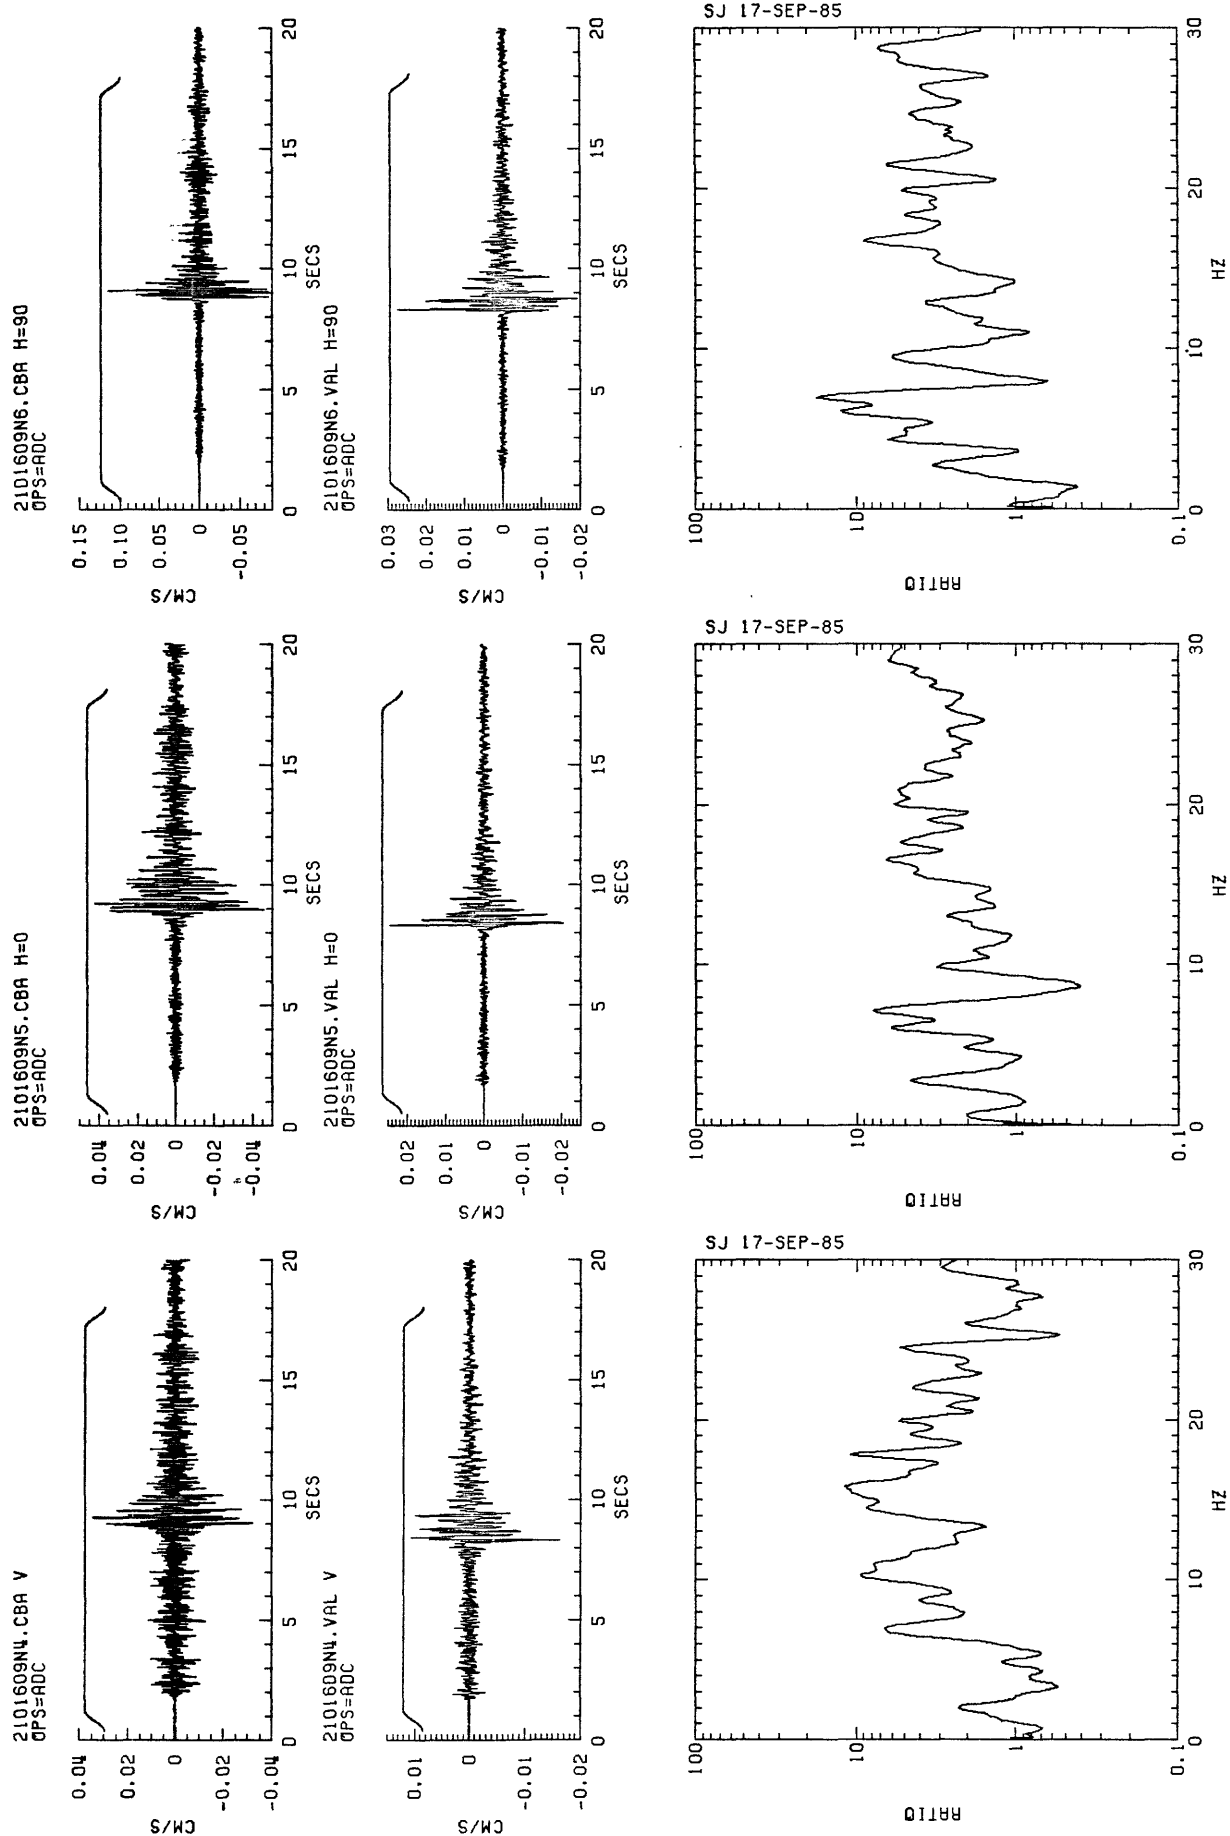 2101609N4.CBA V
OPS=ADC
CM/S
0.04
0.02
0
-0.02
-0.04
0
5
10
15
20
SECS
2101609N4.VAL V
OPS=ADC
CM/S
0.01
0
-0.01
-0.02
0
5
10
15
20
SECS
SJ 17-SEP-85
RATIO
100
10
1
0.1
0
10
20
30
HZ
2101609N5.CBA H=0
OPS=ADC
CM/S
0.04
0.02
0
-0.02
-0.04
0
5
10
15
20
SECS
2101609N5.VAL H=0
OPS=ADC
CM/S
0.02
0.01
0
-0.01
-0.02
0
5
10
15
20
SECS
SJ 17-SEP-85
RATIO
100
10
1
0.1
0
10
20
30
HZ
2101609N6.CBA H=90
OPS=ADC
CM/S
0.15
0.10
0.05
0
-0.05
0
5
10
15
20
SECS
2101609N6.VAL H=90
OPS=ADC
CM/S
0.03
0.02
0.01
0
-0.01
-0.02
0
5
10
15
20
SECS
SJ 17-SEP-85
RATIO
100
10
1
0.1
0
10
20
30
HZ